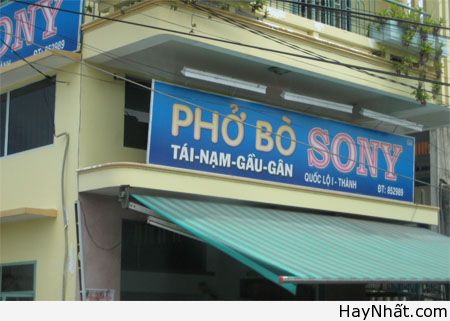 SONY
ĐT: 852989
PHỞ BÒ SONY
TÁI-NẠM-GẦU-GÂN
QUỐC LỘ I - THÀNH
ĐT: 852989
HayNhất.com